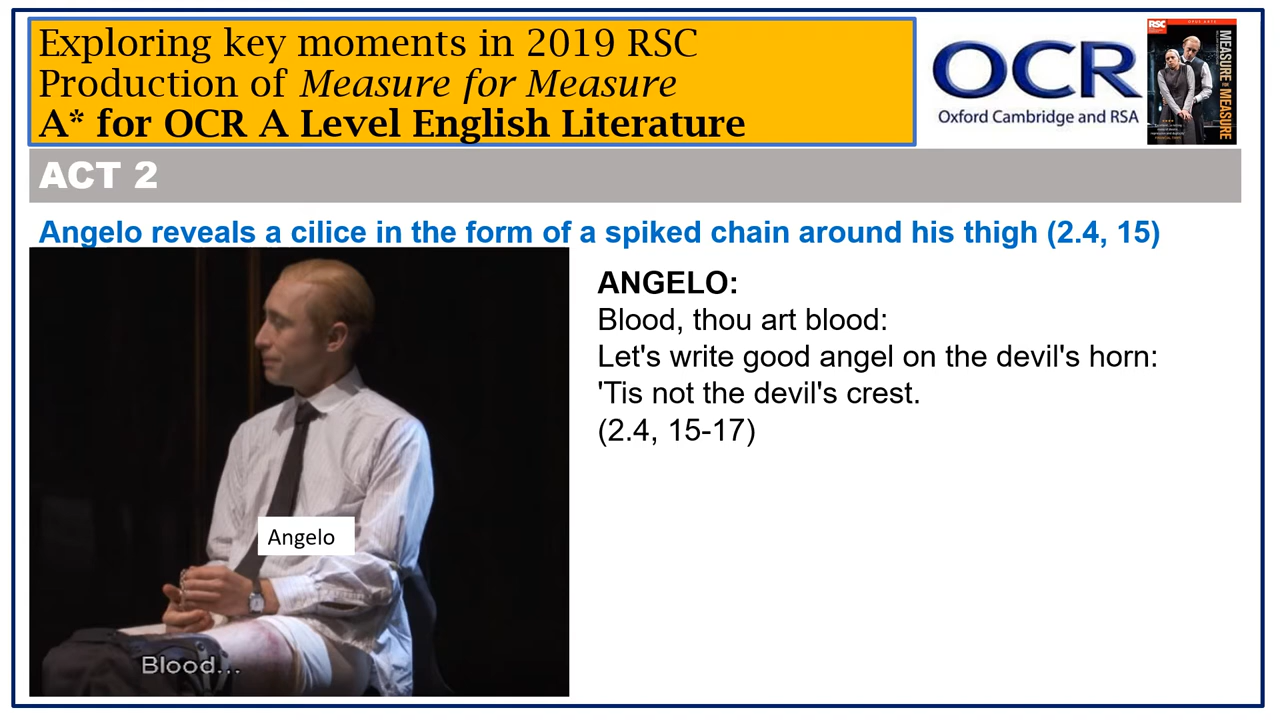 Exploring key moments in 2019 RSC
Production of Measure for Measure
A* for OCR A Level English Literature
OCR
Oxford Cambridge and RSA
RSC
MEASURE FOR MEASURE
ACT 2
Angelo reveals a cilice in the form of a spiked chain around his thigh (2.4, 15)
ANGELO:
Blood, thou art blood:
Let's write good angel on the devil's horn:
'Tis not the devil's crest.
(2.4, 15-17)
Angelo
Blood...